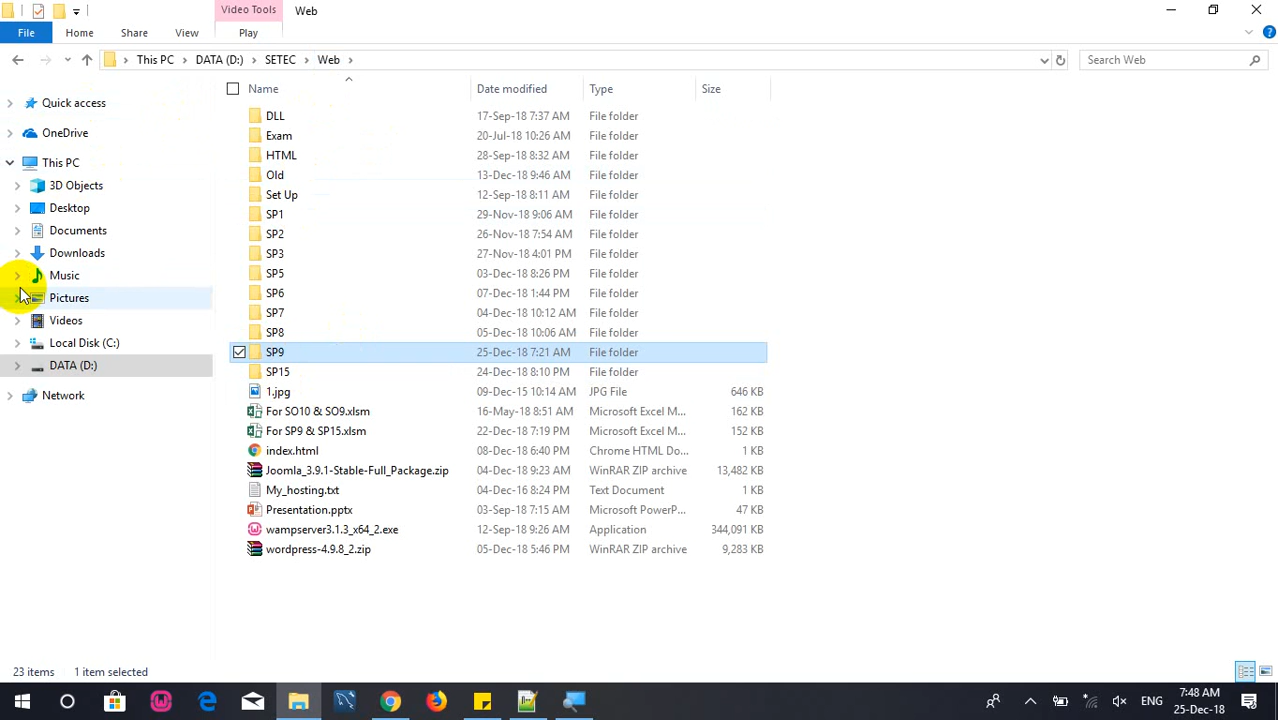 Video Tools
Web
File
Home
Share
View
Play
This PC
DATA (D:)
SETEC
Web
Search Web
Name
Date modified
Type
Size
Quick access
OneDrive
This PC
3D Objects
Desktop
Documents
Downloads
Music
Pictures
Videos
Local Disk (C:)
DATA (D:)
Network
DLL 17-Sep-18 7:37 AM File folder
Exam 20-Jul-18 10:26 AM File folder
HTML 28-Sep-18 8:32 AM File folder
Old 13-Dec-18 9:46 AM File folder
Set Up 12-Sep-18 8:11 AM File folder
SP1 29-Nov-18 9:06 AM File folder
SP2 26-Nov-18 7:54 AM File folder
SP3 27-Nov-18 4:01 PM File folder
SP5 03-Dec-18 8:26 PM File folder
SP6 07-Dec-18 1:44 PM File folder
SP7 04-Dec-18 10:12 AM File folder
SP8 05-Dec-18 10:06 AM File folder
SP9 25-Dec-18 7:21 AM File folder
SP15 24-Dec-18 8:10 PM File folder
1.jpg 09-Dec-15 10:14 AM JPG File 646 KB
For SO10 & SO9.xlsm 16-May-18 8:51 AM Microsoft Excel M... 162 KB
For SP9 & SP15.xlsm 22-Dec-18 7:19 PM Microsoft Excel M... 152 KB
index.html 08-Dec-18 6:40 PM Chrome HTML Do... 1 KB
Joomla_3.9.1-Stable-Full_Package.zip 04-Dec-18 9:23 AM WinRAR ZIP archive 13,482 KB
My_hosting.txt 04-Dec-16 8:24 PM Text Document 1 KB
Presentation.pptx 03-Sep-18 7:15 AM Microsoft PowerP... 47 KB
wampserver3.1.3_x64_2.exe 12-Sep-18 9:26 AM Application 344,091 KB
wordpress-4.9.8_2.zip 05-Dec-18 5:46 PM WinRAR ZIP archive 9,283 KB
23 items
1 item selected
ENG
7:48 AM
25-Dec-18